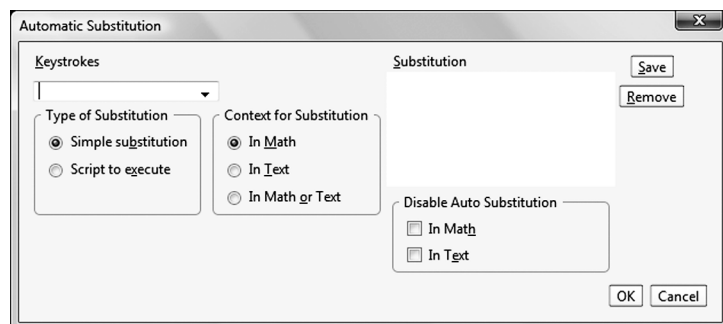 Automatic Substitution
Keystrokes
Substitution
Save
Remove
Type of Substitution
Simple substitution
Script to execute
Context for Substitution
In Math
In Text
In Math or Text
Disable Auto Substitution
In Math
In Text
OK
Cancel